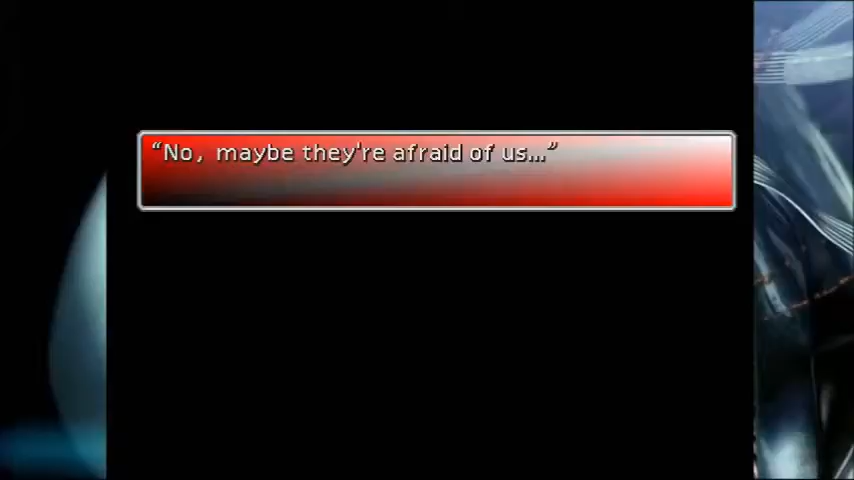 “No, maybe they're afraid of us...”